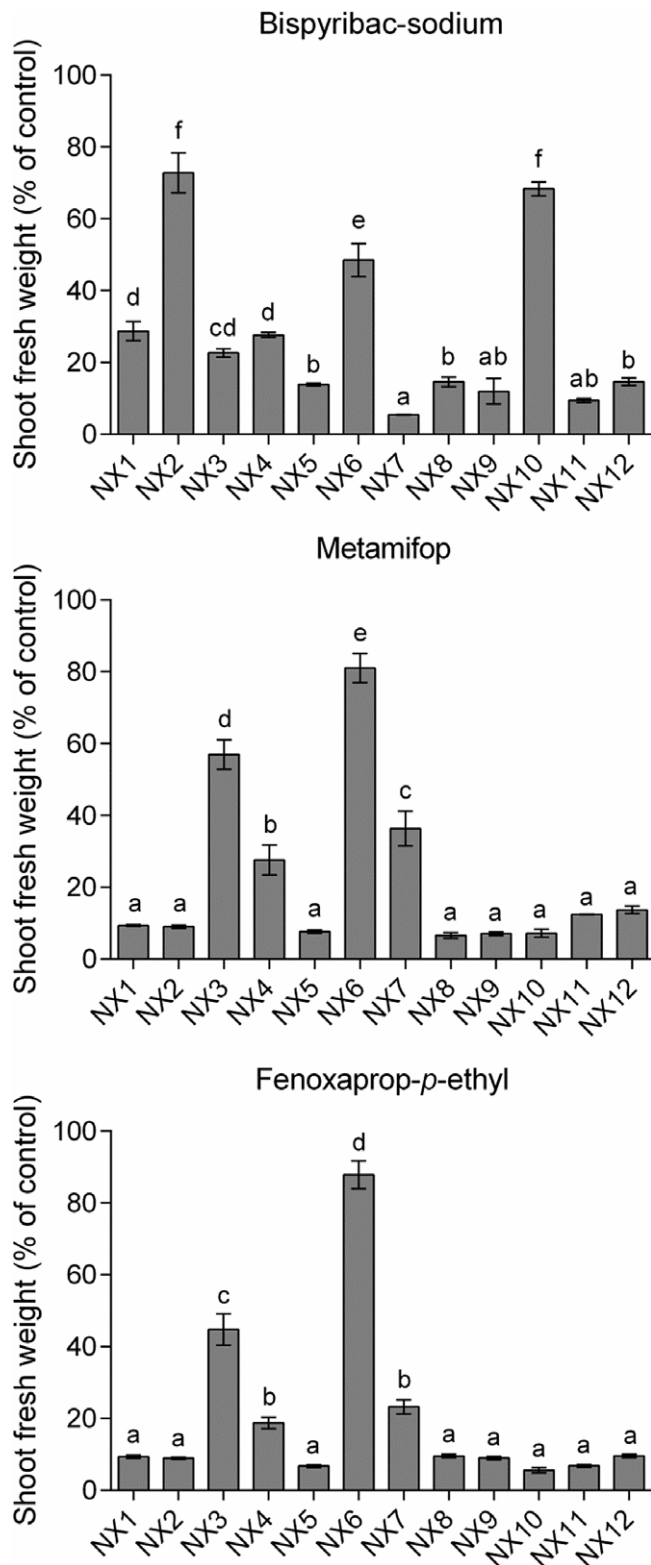 Bispyribac-sodium
Shoot fresh weight (% of control)
100
80
60
40
20
0
d f cd d b e a b ab f ab b
NX1 NX2 NX3 NX4 NX5 NX6 NX7 NX8 NX9 NX10 NX11 NX12
Metamifop
Shoot fresh weight (% of control)
100
80
60
40
20
0
a a d b a e c a a a a a
NX1 NX2 NX3 NX4 NX5 NX6 NX7 NX8 NX9 NX10 NX11 NX12
Fenoxaprop-p-ethyl
Shoot fresh weight (% of control)
100
80
60
40
20
0
a a c b a d b a a a a a
NX1 NX2 NX3 NX4 NX5 NX6 NX7 NX8 NX9 NX10 NX11 NX12